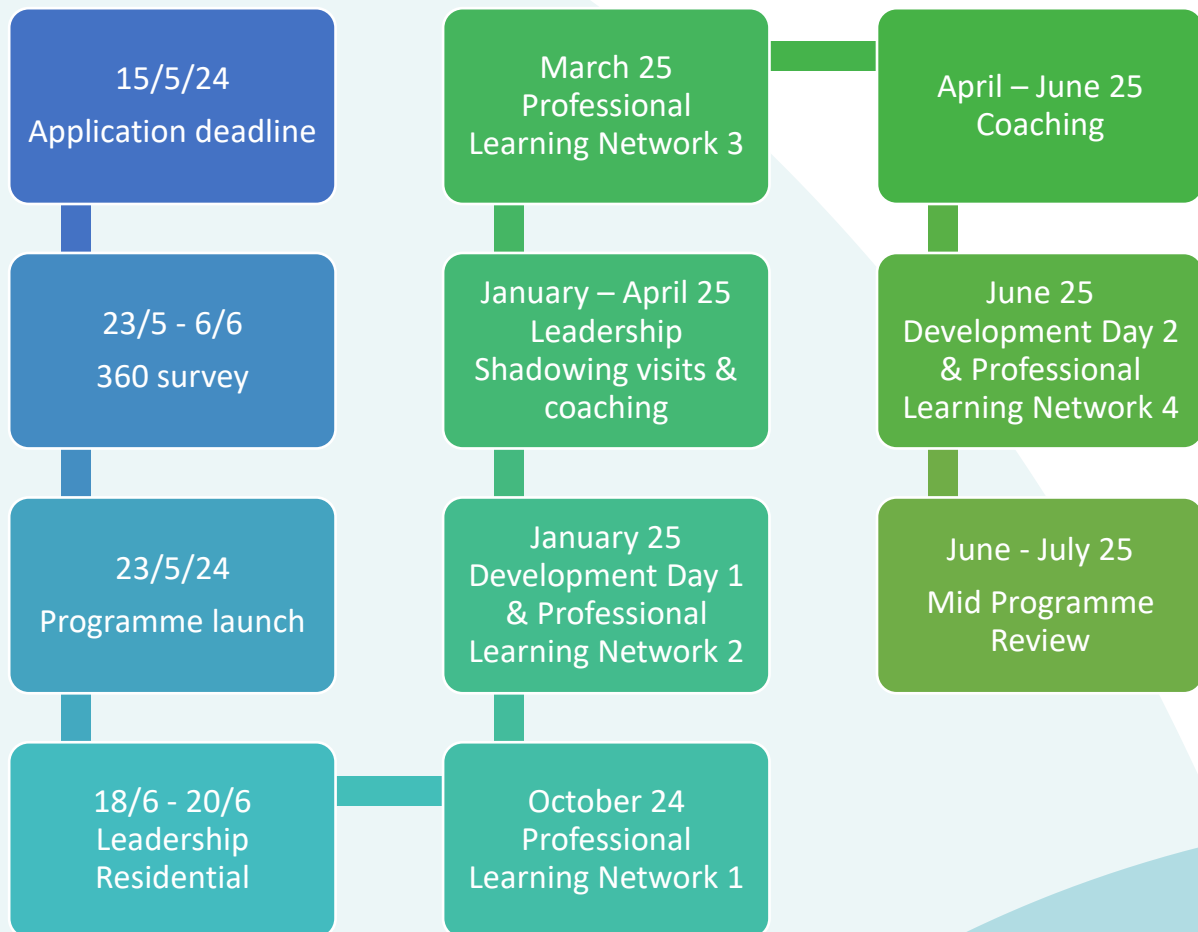 15/5/24
Application deadline
23/5 - 6/6
360 survey
23/5/24
Programme launch
18/6 - 20/6
Leadership
Residential
October 24
Professional
Learning Network 1
January 25
Development Day 1
& Professional
Learning Network 2
January – April 25
Leadership
Shadowing visits &
coaching
March 25
Professional
Learning Network 3
April – June 25
Coaching
June 25
Development Day 2
& Professional
Learning Network 4
June - July 25
Mid Programme
Review